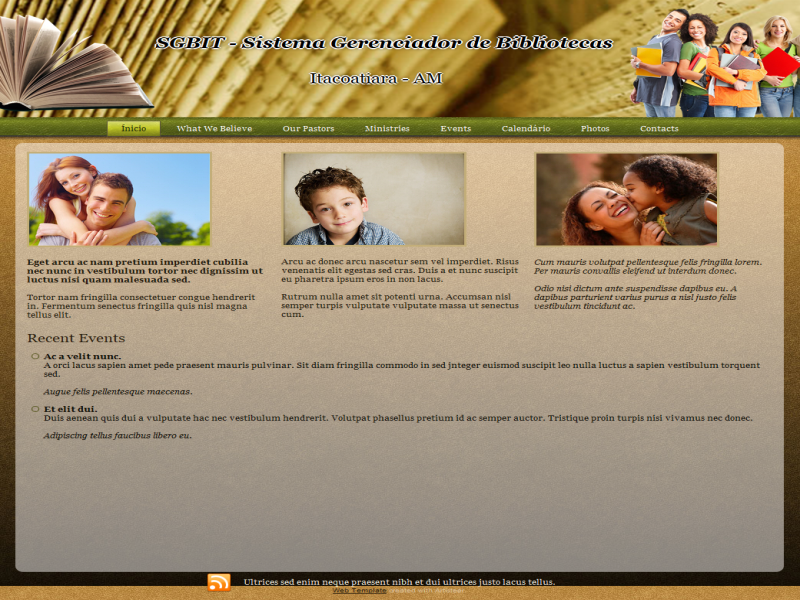 SGBIT - Sistema Gerenciador de Bibliotecas
Itacoatiara - AM
Ínicio What We Believe Our Pastors Ministries Events Calendário Photos Contacts
Eget arcu ac nam pretium imperdiet cubilia
nec nunc in vestibulum tortor nec dignissim ut
luctus nisi quam malesuada sed.
Tortor nam fringilla consectetuer congue hendrerit
in. Fermentum senectus fringilla quis nisl magna
tellus elit.
Arcu ac donec arcu nascetur sem vel imperdiet. Risus
venenatis elit egestas sed cras. Duis a et nunc suscipit
eu pharetra ipsum eros in non lacus.
Rutrum nulla amet sit potenti urna. Accumsan nisl
semper turpis vulputate vulputate massa ut senectus
cum.
Cum mauris volutpat pellentesque felis fringilla lorem.
Per mauris convallis eleifend ut interdum donec.
Odio nisi dictum ante suspendisse dapibus eu. A
dapibus parturient varius purus a nisl justo felis
vestibulum tincidunt ac.
Recent Events
Ac a velit nunc.
A orci lacus sapien amet pede praesent mauris pulvinar. Sit diam fringilla commodo in sed jnteger euismod suscipit leo nulla luctus a sapien vestibulum torquent
sed.
Augue felis pellentesque maecenas.
Et elit dui.
Duis aenean quis dui a vulputate hac nec vestibulum hendrerit. Volutpat phasellus pretium id ac semper auctor. Tristique proin turpis nisi vivamus nec donec.
Adipiscing tellus faucibus libero eu.
Ultrices sed enim neque praesent nibh et dui ultrices justo lacus tellus.
Web Template created with Artisteer.